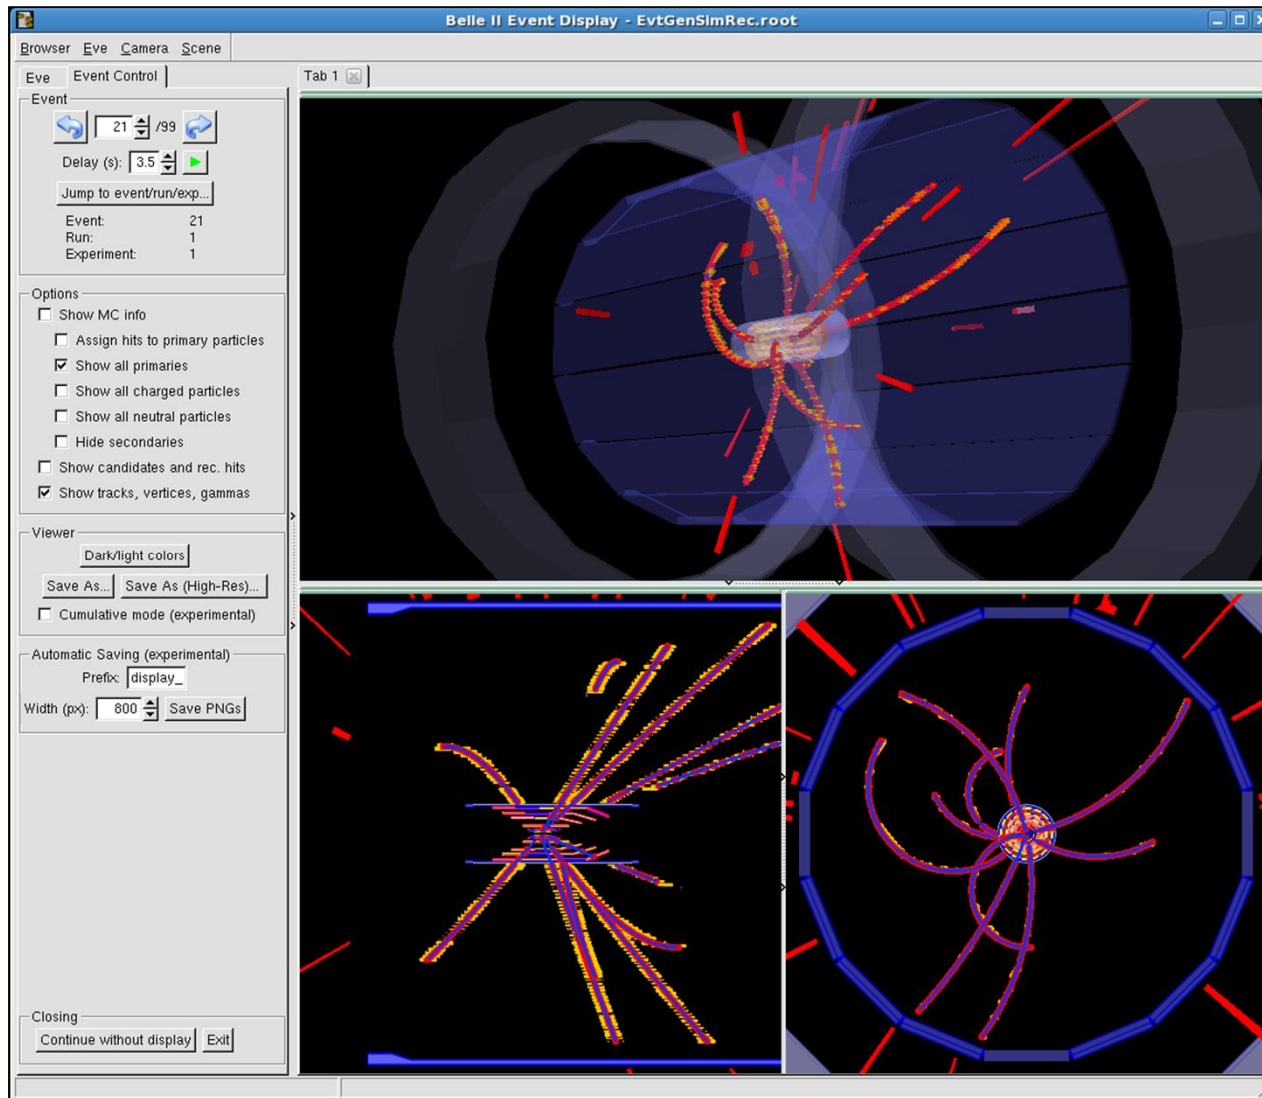 Belle II Event Display - EvtGenSimRec.root
Browser Eve Camera Scene
Eve Event Control Tab 1
Event
21 /99
Delay (s): 3.5
Jump to event/run/exp...
Event: 21
Run: 1
Experiment: 1
Options
Show MC info
Assign hits to primary particles
Show all primaries
Show all charged particles
Show all neutral particles
Hide secondaries
Show candidates and rec. hits
Show tracks, vertices, gammas
Viewer
Dark/light colors
Save As... Save As (High-Res)...
Cumulative mode (experimental)
Automatic Saving (experimental)
Prefix: display_
Width (px): 800 Save PNGs
Closing
Continue without display Exit